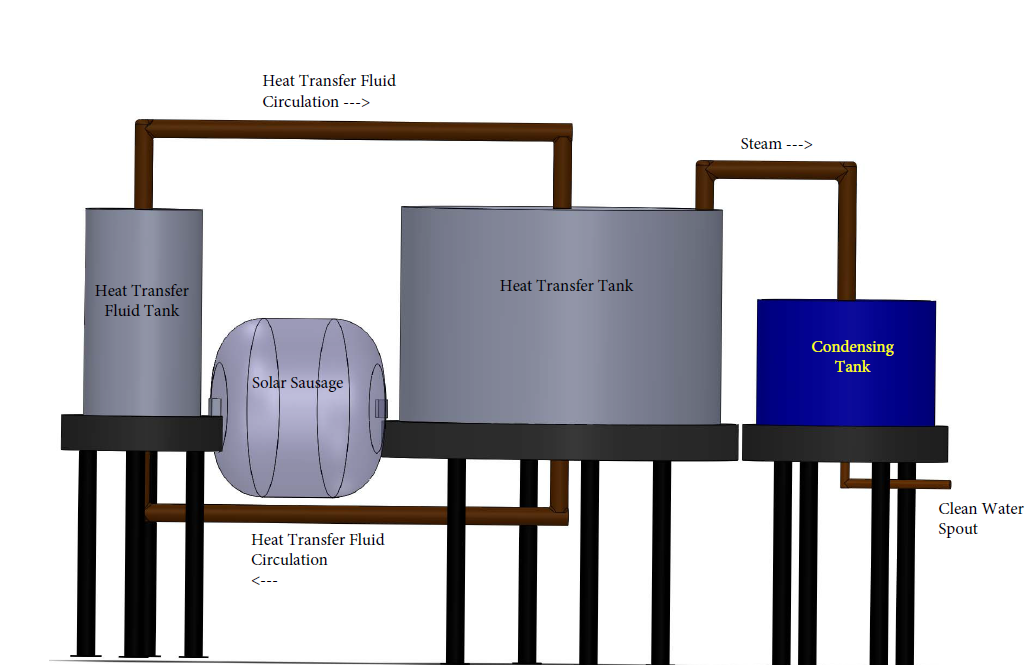 Heat Transfer Fluid
Circulation --->
Steam --->
Heat Transfer
Fluid Tank
Heat Transfer Tank
Solar Sausage
Condensing
Tank
Clean Water
Spout
Heat Transfer Fluid
Circulation
<---